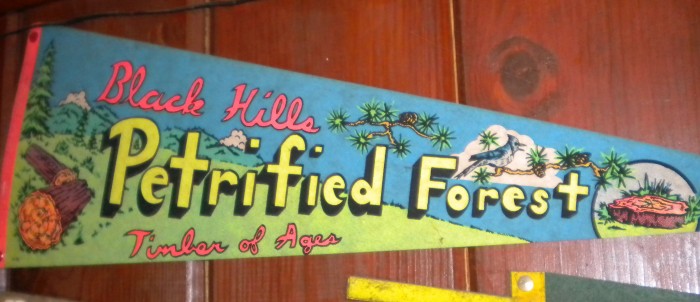 Black Hills
Petrified Forest
Timber of Ages